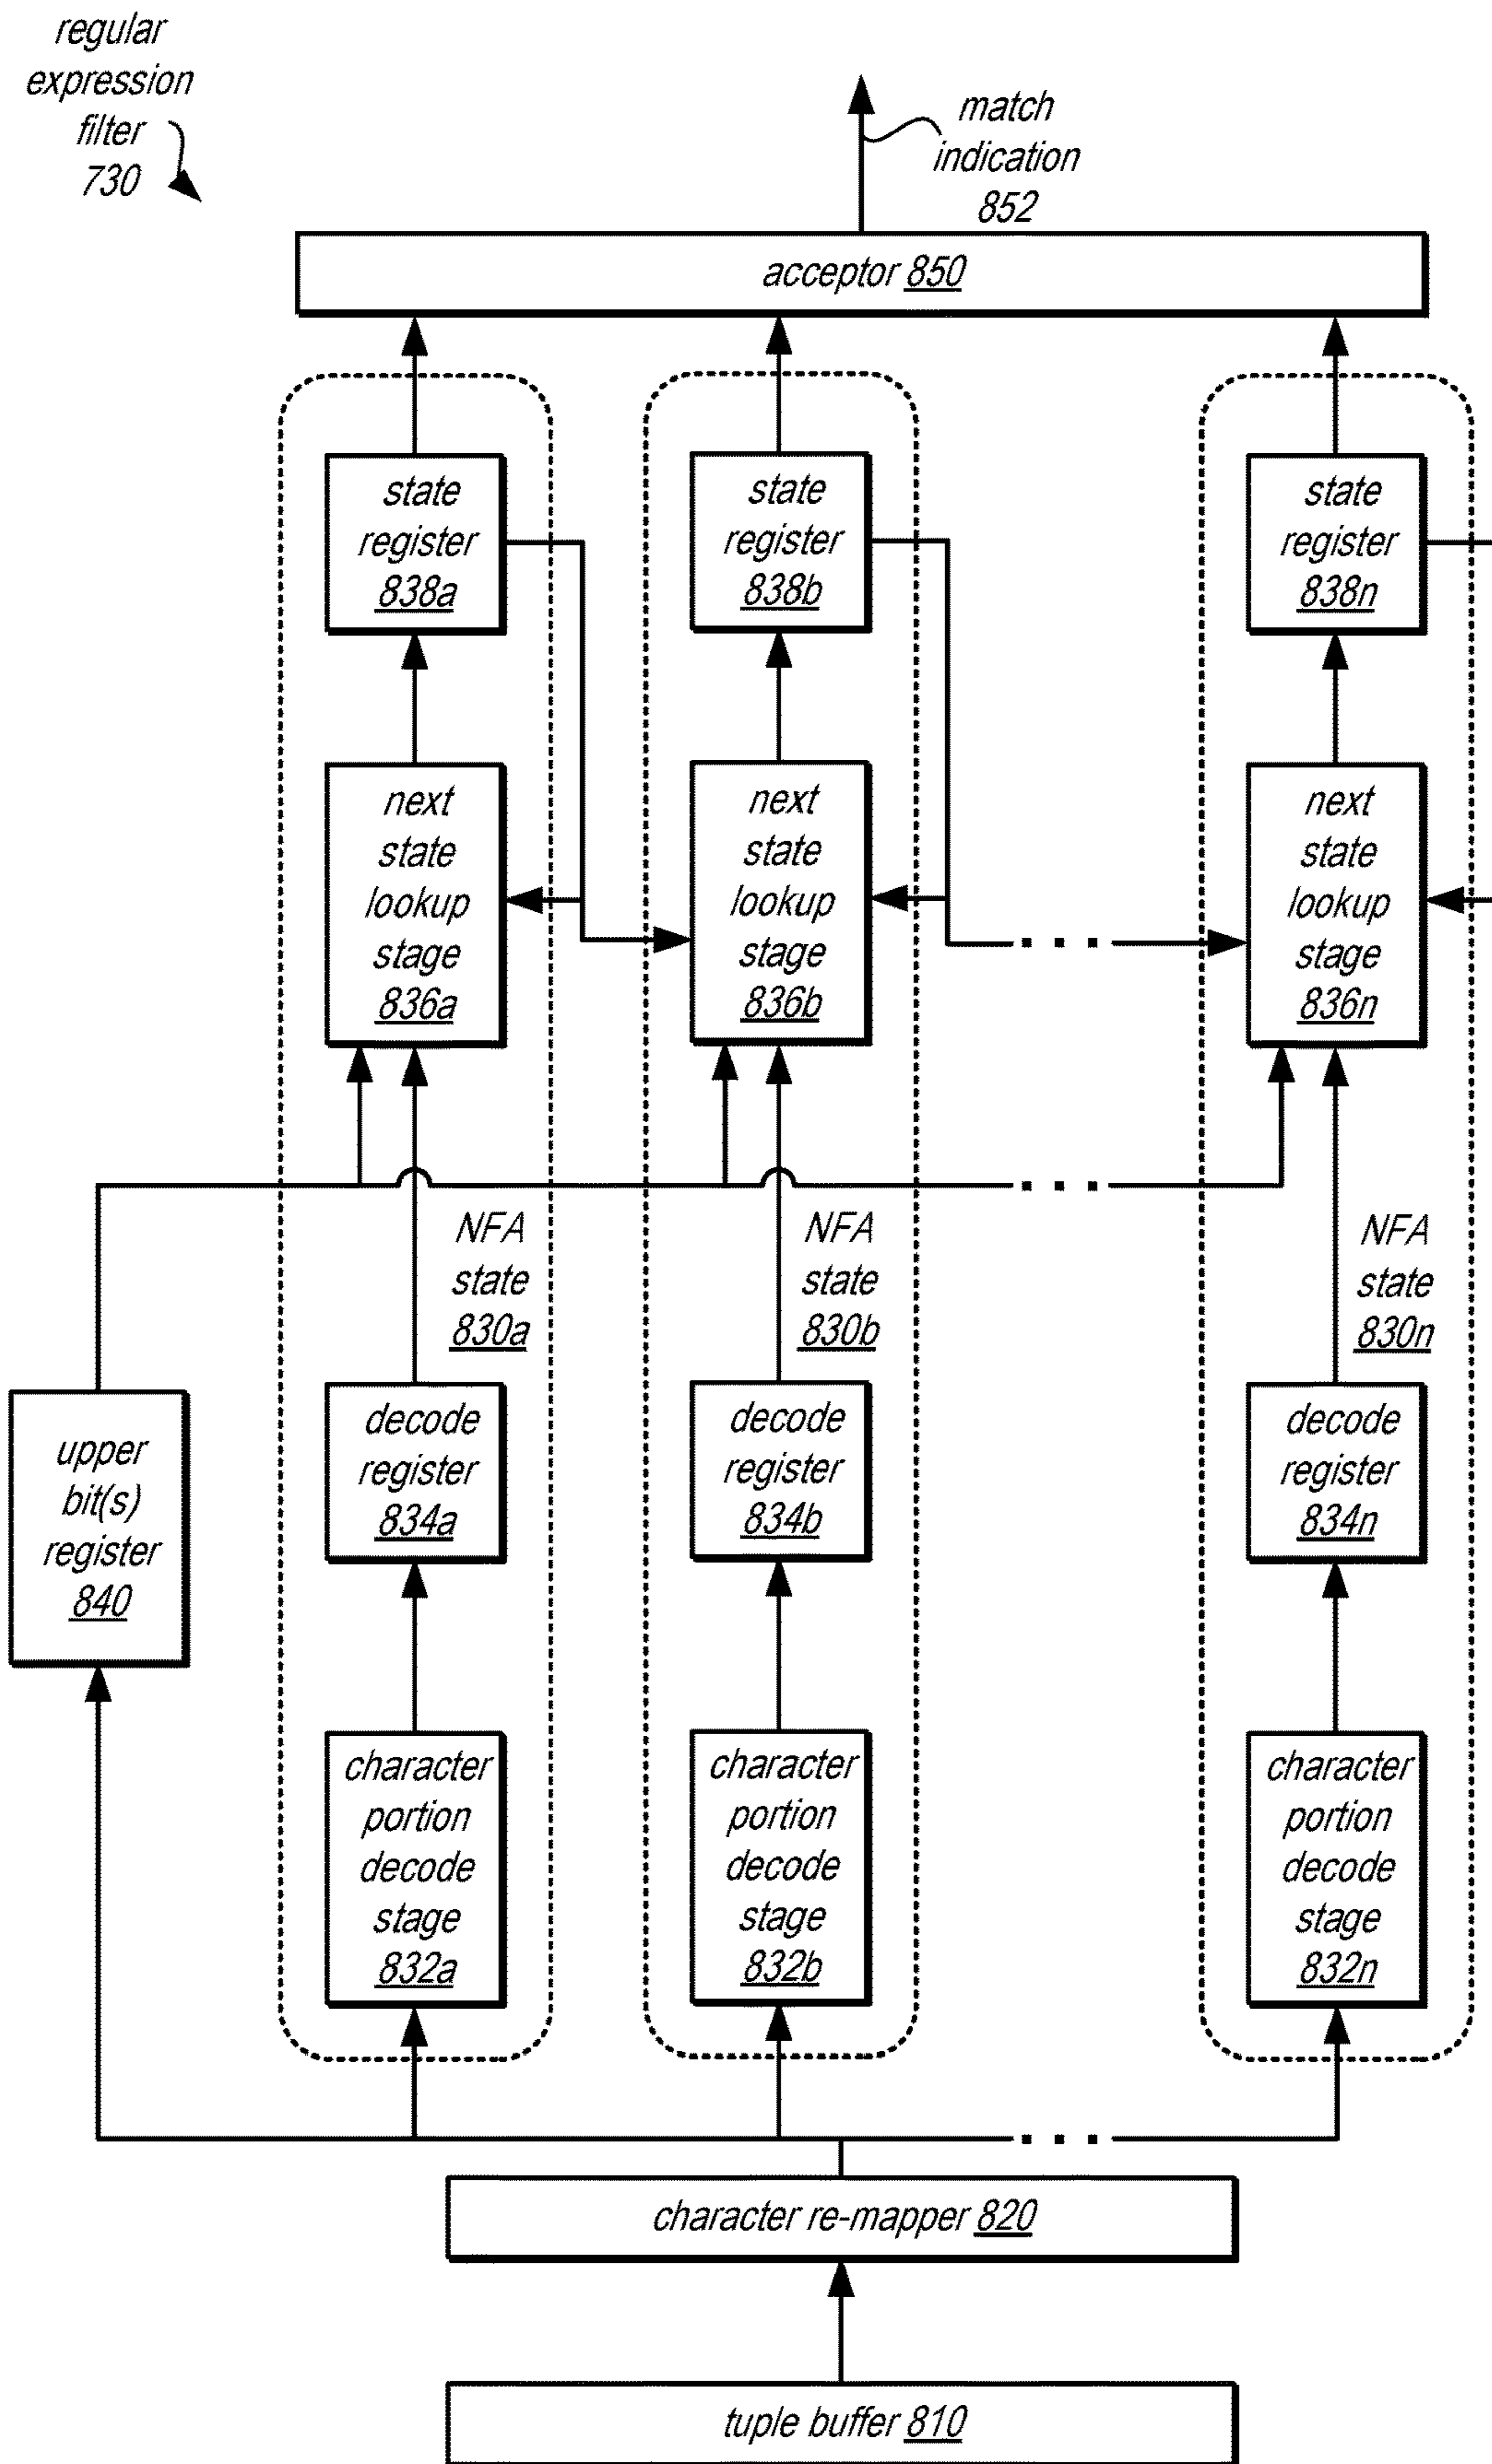 regular
expression
filter
730
match
indication
852
acceptor 850
state
register
838a
state
register
838b
state
register
838n
next
state
lookup
stage
836a
next
state
lookup
stage
836b
next
state
lookup
stage
836n
NFA
state
830a
NFA
state
830b
NFA
state
830n
upper
bit(s)
register
840
decode
register
834a
decode
register
834b
decode
register
834n
character
portion
decode
stage
832a
character
portion
decode
stage
832b
character
portion
decode
stage
832n
character re-mapper 820
tuple buffer 810